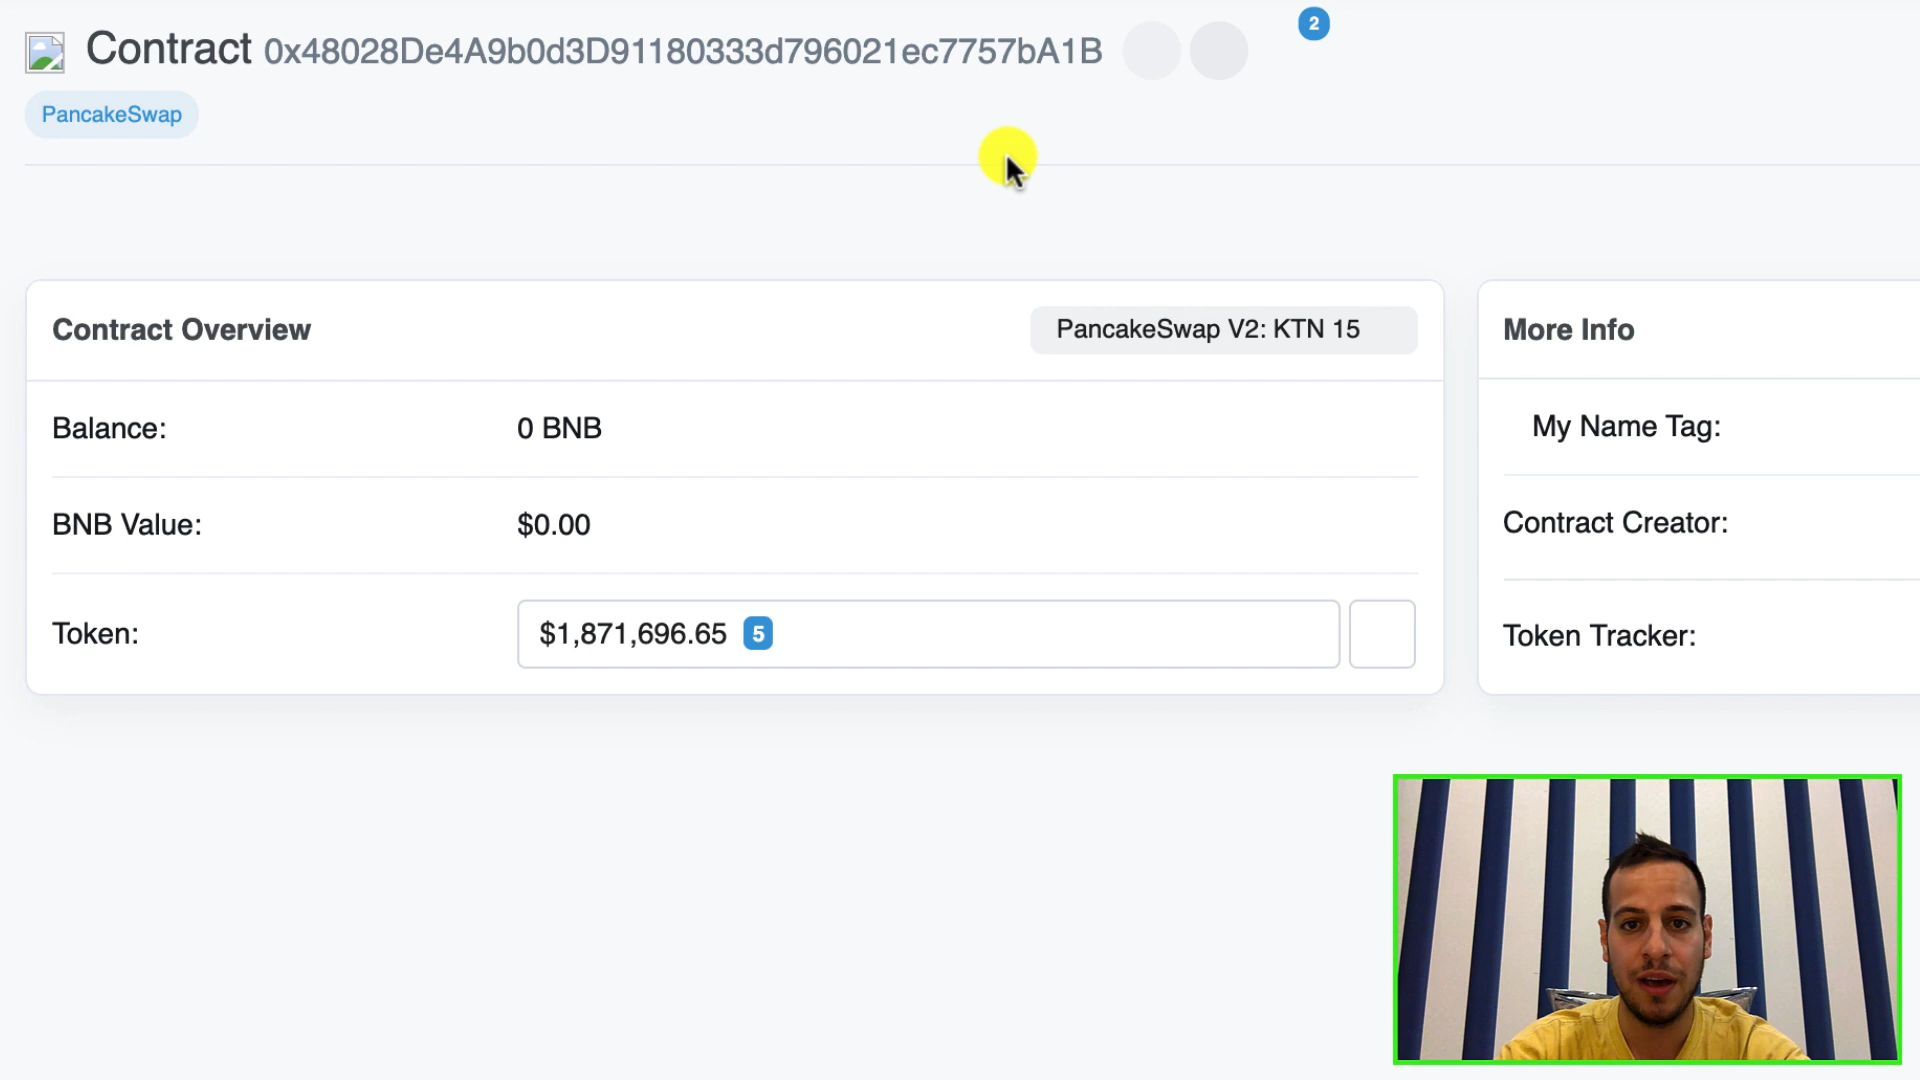 Contract 0x48028De4A9b0d3D91180333d796021ec7757bA1B
2
PancakeSwap
Contract Overview
PancakeSwap V2: KTN 15
Balance:
0 BNB
BNB Value:
$0.00
Token:
$1,871,696.65 5
More Info
My Name Tag:
Contract Creator:
Token Tracker: